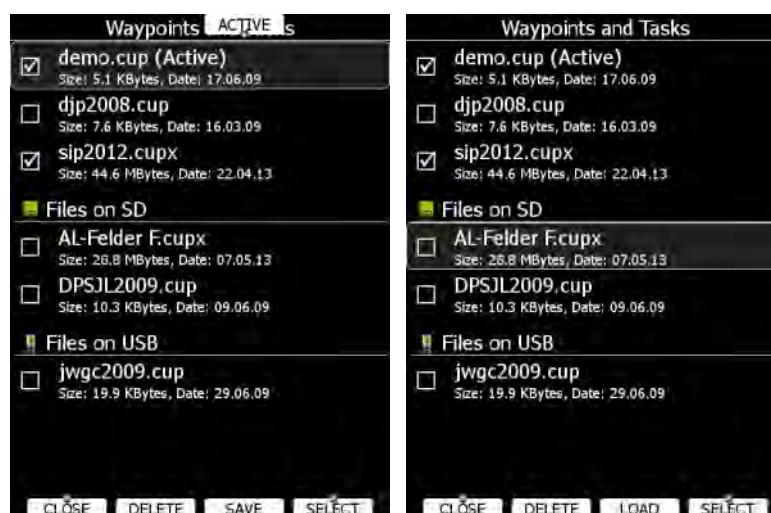 Waypoints ACTIVE s
demo.cup (Active)
Size: 5.1 KBytes, Date: 17.06.09
djp2008.cup
Size: 7.6 KBytes, Date: 16.03.09
sip2012.cupx
Size: 44.6 MBytes, Date: 22.04.13
Files on SD
AL-Felder F.cupx
Size: 26.8 MBytes, Date: 07.05.13
DPSJL2009.cup
Size: 10.3 KBytes, Date: 09.06.09
Files on USB
jwgc2009.cup
Size: 19.9 KBytes, Date: 29.06.09
CLOSE DELETE SAVE SELECT
Waypoints and Tasks
demo.cup (Active)
Size: 5.1 KBytes, Date: 17.06.09
djp2008.cup
Size: 7.6 KBytes, Date: 16.03.09
sip2012.cupx
Size: 44.6 MBytes, Date: 22.04.13
Files on SD
AL-Felder F.cupx
Size: 26.8 MBytes, Date: 07.05.13
DPSJL2009.cup
Size: 10.3 KBytes, Date: 09.06.09
Files on USB
jwgc2009.cup
Size: 19.9 KBytes, Date: 29.06.09
CLOSE DELETE LOAD SELECT